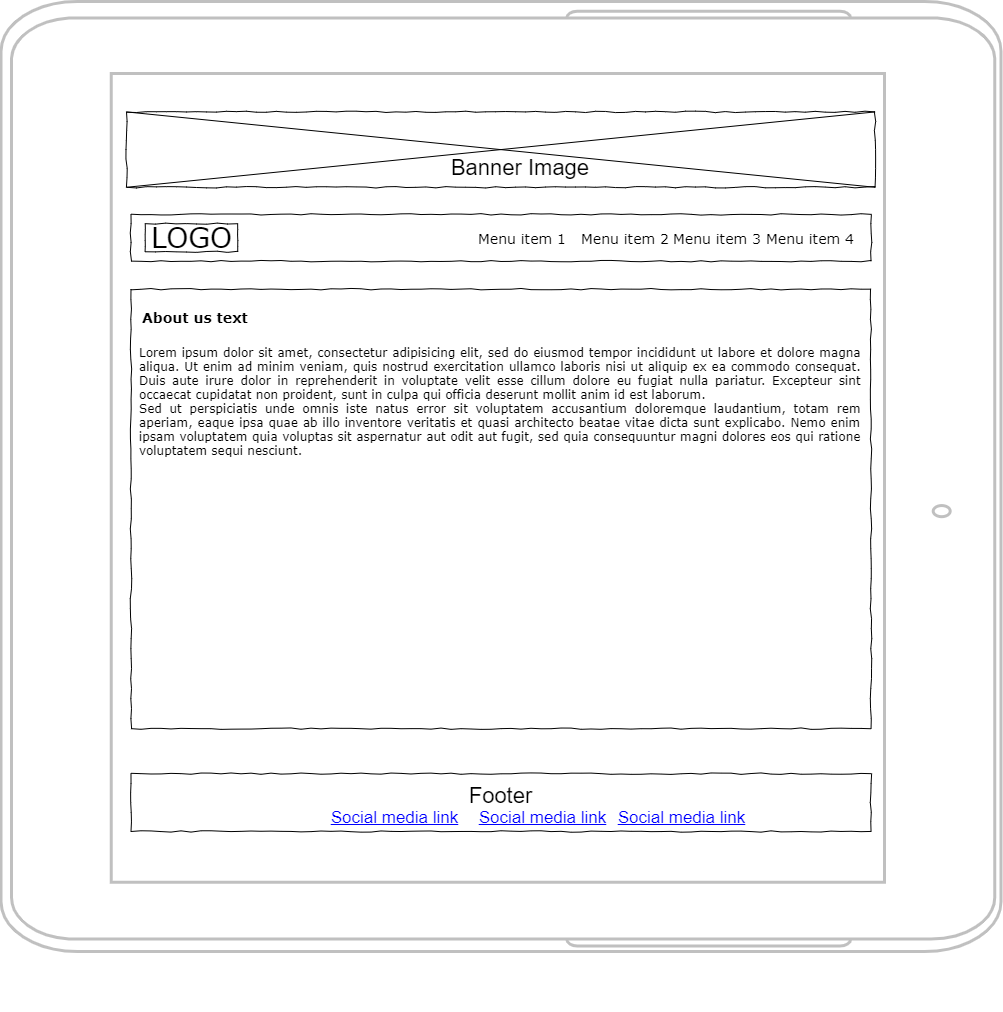 Banner Image
LOGO
Menu item 1 Menu item 2 Menu item 3 Menu item 4
About us text
Lorem ipsum dolor sit amet, consectetur adipisicing elit, sed do eiusmod tempor incididunt ut labore et dolore magna
aliqua. Ut enim ad minim veniam, quis nostrud exercitation ullamco laboris nisi ut aliquip ex ea commodo consequat.
Duis aute irure dolor in reprehenderit in voluptate velit esse cillum dolore eu fugiat nulla pariatur. Excepteur sint
occaecat cupidatat non proident, sunt in culpa qui officia deserunt mollit anim id est laborum.
Sed ut perspiciatis unde omnis iste natus error sit voluptatem accusantium doloremque laudantium, totam rem
aperiam, eaque ipsa quae ab illo inventore veritatis et quasi architecto beatae vitae dicta sunt explicabo. Nemo enim
ipsam voluptatem quia voluptas sit aspernatur aut odit aut fugit, sed quia consequuntur magni dolores eos qui ratione
voluptatem sequi nesciunt.
Footer
Social media link Social media link Social media link